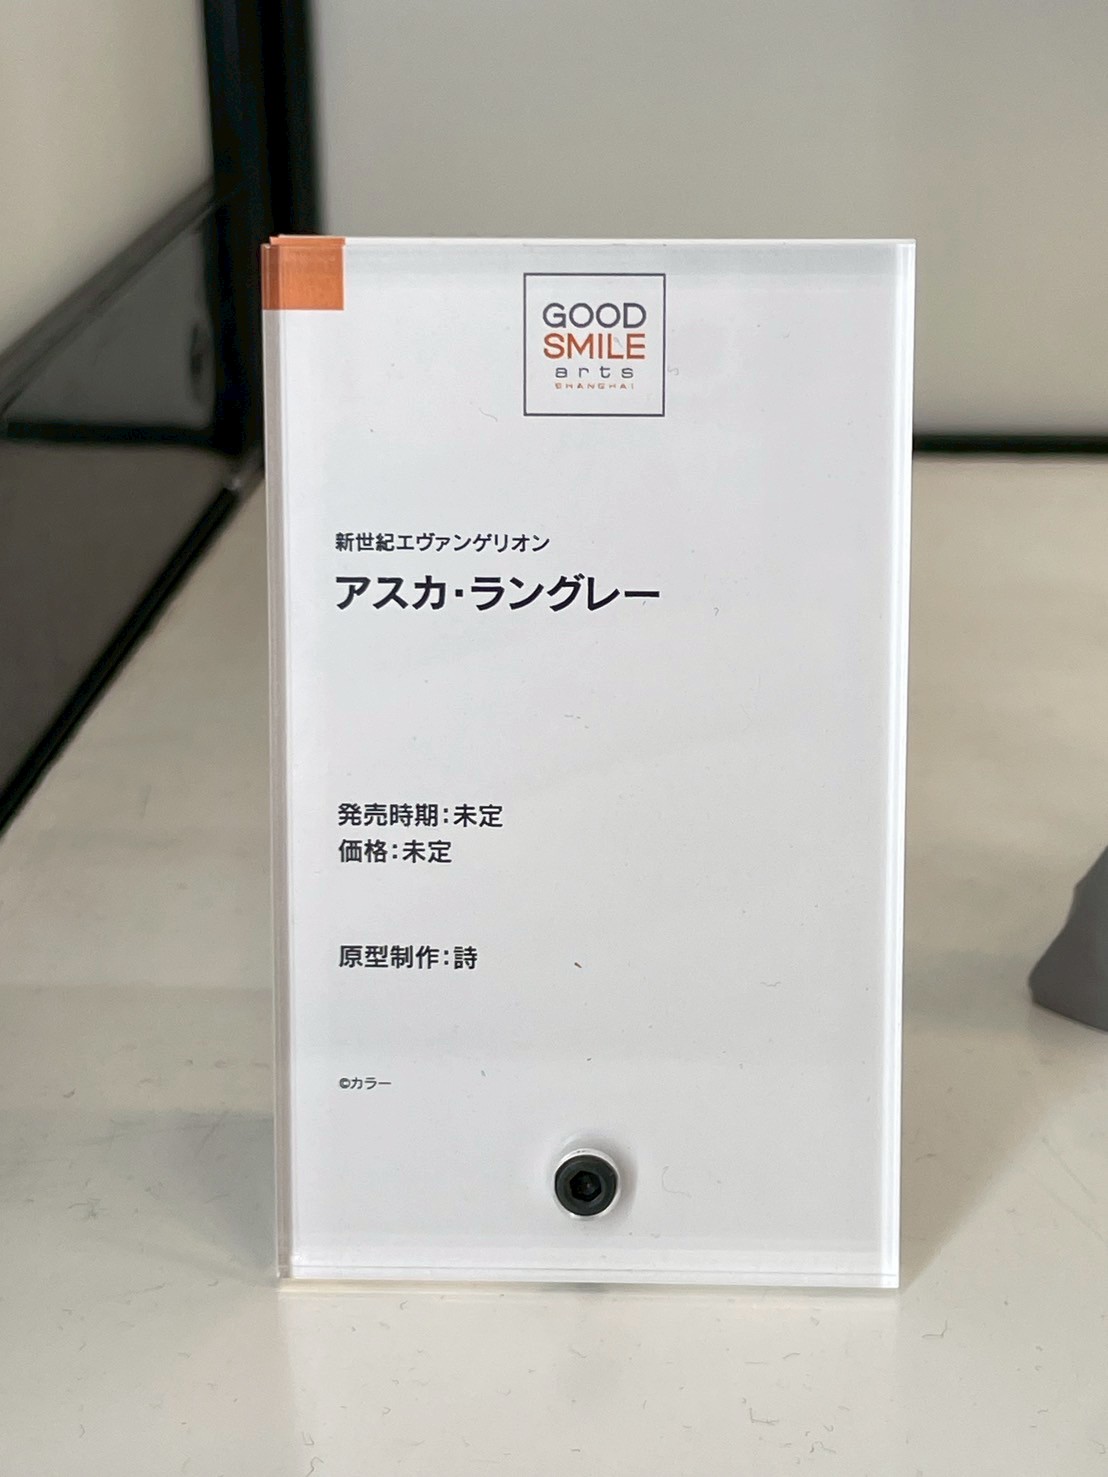 GOOD
SMILE
arts
SHANGHAI
新世紀エヴァンゲリオン
アスカ・ラングレー
発売時期：未定
価格：未定
原型制作：詩
©カラー